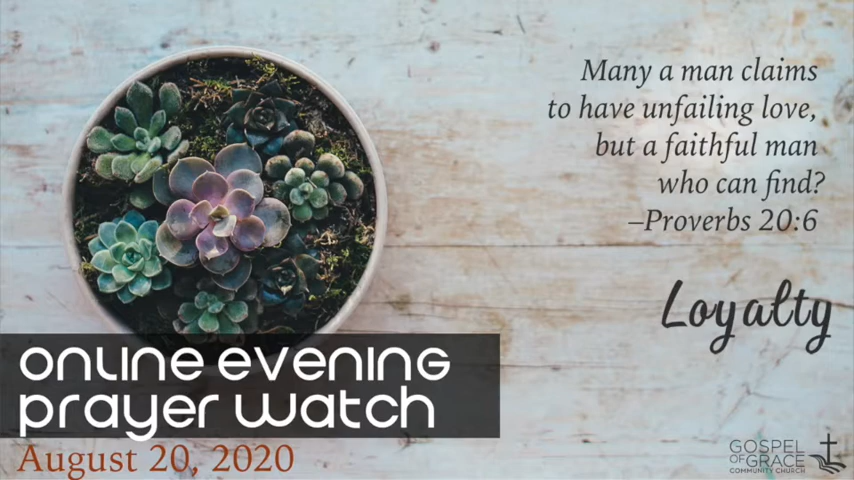 Many a man claims
to have unfailing love,
but a faithful man
who can find?
–Proverbs 20:6
Loyalty
online evening
prayer watch
August 20, 2020
GOSPEL
OF GRACE
COMMUNITY CHURCH